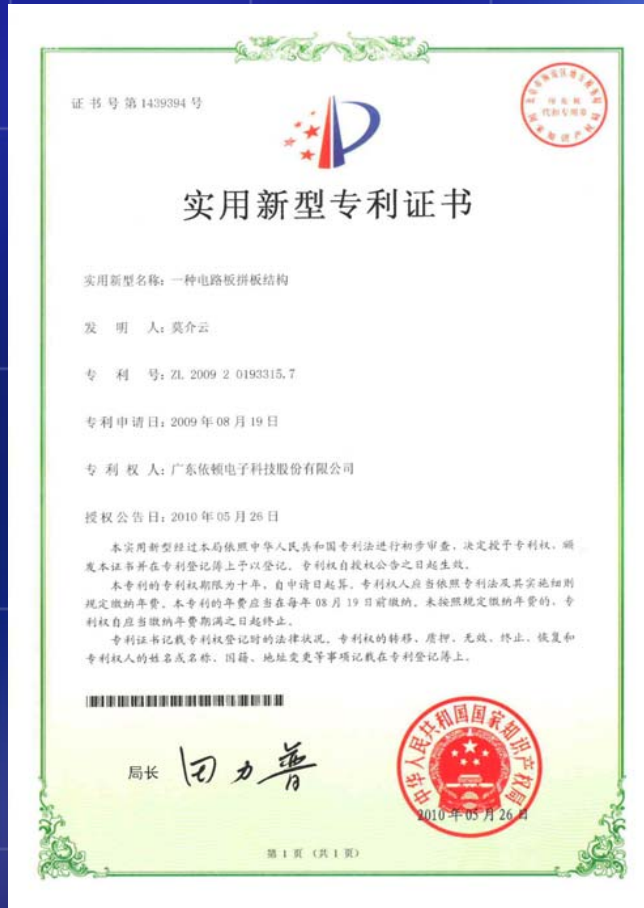 证书号第1439394号
印花税
代扣专用章
实用新型专利证书
实用新型名称：一种电路板拼板结构
发 明 人：莫介云
专 利 号：ZL 2009 2 0193315.7
专利申请日：2009年08月19日
专 利 权 人：广东依顿电子科技股份有限公司
授权公告日：2010年05月26日
本实用新型经过本局依照中华人民共和国专利法进行初步审查，决定授予专利权，颁
发本证书并在专利登记簿上予以登记。专利权自授权公告之日起生效。
本专利的专利权期限为十年，自申请日起算。专利权人应当依照专利法及其实施细则
规定缴纳年费。本专利的年费应当在每年08月19日前缴纳。未按照规定缴纳年费的，专
利权自应当缴纳年费期满之日起终止。
专利证书记载专利权登记时的法律状况。专利权的转移、质押、无效、终止、恢复和
专利权人的姓名或名称、国籍、地址变更等事项记载在专利登记簿上。
局长 田力普
中华人民共和国国家知识产权局
2010年05月26日
第1页（共1页）